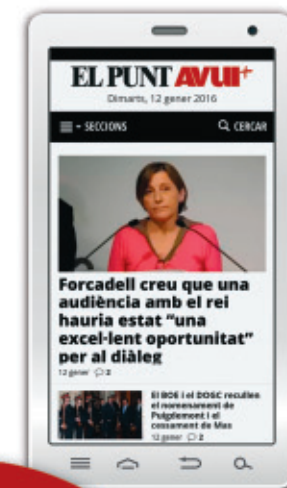 EL PUNT AVUI+
Dimarts, 12 gener 2016
SECCIONS
CERCAR
Forcadell creu que una
audiència amb el rei
hauria estat "una
excel·lent oportunitat"
per al diàleg
12 gener 2
El BOE i el DOGC recullen
el nomenament de
Puigdemont i el
cessament de Mas
12 gener 2